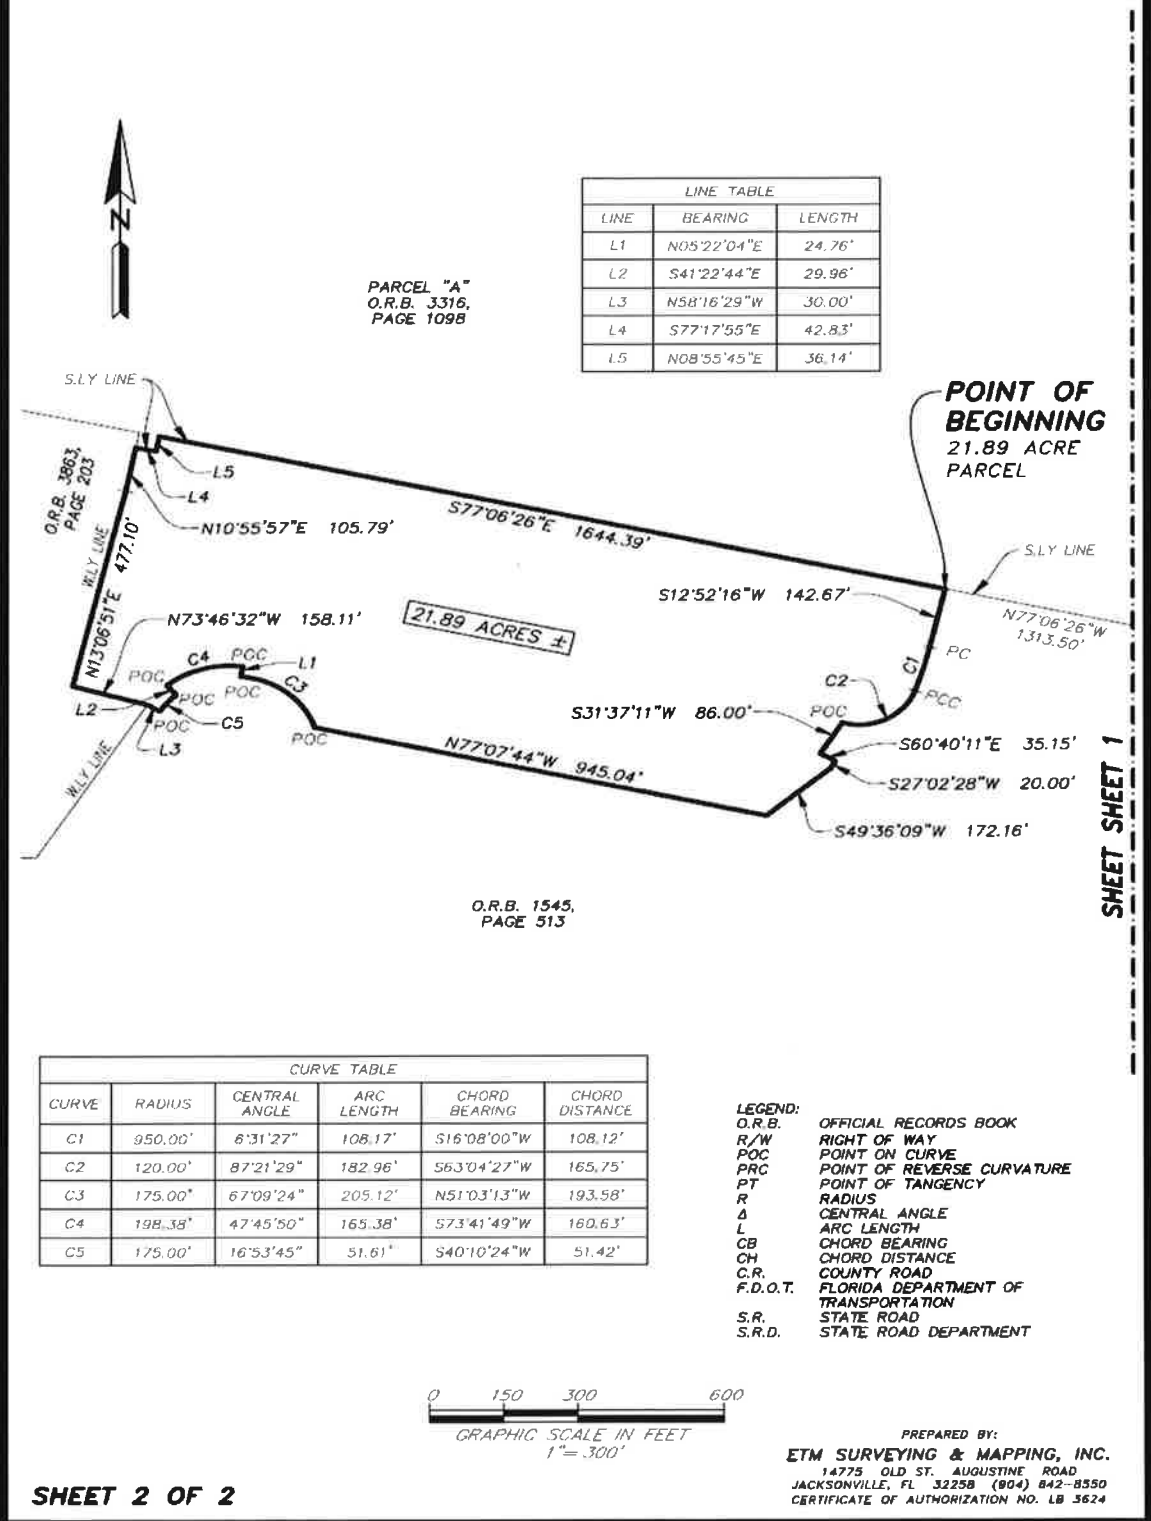 N
PARCEL "A"
O.R.B. 3316,
PAGE 1098
LINE TABLE
LINE BEARING LENGTH
L1 N05°22'04"E 24.76'
L2 S41°22'44"E 29.96'
L3 N58°16'29"W 30.00'
L4 S77°17'55"E 42.83'
L5 N08°55'45"E 36.14'
POINT OF
BEGINNING
21.89 ACRE
PARCEL
S.LY LINE
O.R.B. 3863,
PAGE 203
L5
L4
N10°55'57"E 105.79'
W.LY LINE
N13°06'51"E 477.10'
S77°06'26"E 1644.39'
S.LY LINE
N77°06'26"W
1313.50'
S12°52'16"W 142.67'
21.89 ACRES ±
N73°46'32"W 158.11'
C4
POC
L1
POC
POC
C3
POC
L2
POC
C5
POC
L3
W.LY LINE
POC
N77°07'44"W 945.04'
PC
C1
C2
PCC
S31°37'11"W 86.00'
POC
S60°40'11"E 35.15'
S27°02'28"W 20.00'
S49°36'09"W 172.16'
SHEET SHEET 1
O.R.B. 1545,
PAGE 513
CURVE TABLE
CURVE RADIUS CENTRAL ANGLE ARC LENGTH CHORD BEARING CHORD DISTANCE
C1 950.00' 6°31'27" 108.17' S16°08'00"W 108.12'
C2 120.00' 87°21'29" 182.96' S63°04'27"W 165.75'
C3 175.00' 67°09'24" 205.12' N51°03'13"W 193.58'
C4 198.38' 47°45'50" 165.38' S73°41'49"W 160.63'
C5 175.00' 16°53'45" 51.61' S40°10'24"W 51.42'
LEGEND:
O.R.B. OFFICIAL RECORDS BOOK
R/W RIGHT OF WAY
POC POINT ON CURVE
PRC POINT OF REVERSE CURVATURE
PT POINT OF TANGENCY
R RADIUS
Δ CENTRAL ANGLE
L ARC LENGTH
CB CHORD BEARING
CH CHORD DISTANCE
C.R. COUNTY ROAD
F.D.O.T. FLORIDA DEPARTMENT OF
TRANSPORTATION
S.R. STATE ROAD
S.R.D. STATE ROAD DEPARTMENT
0 150 300 600
GRAPHIC SCALE IN FEET
1"= 300'
PREPARED BY:
ETM SURVEYING & MAPPING, INC.
14775 OLD ST. AUGUSTINE ROAD
JACKSONVILLE, FL 32258 (904) 642-8550
CERTIFICATE OF AUTHORIZATION NO. LB 3624
SHEET 2 OF 2